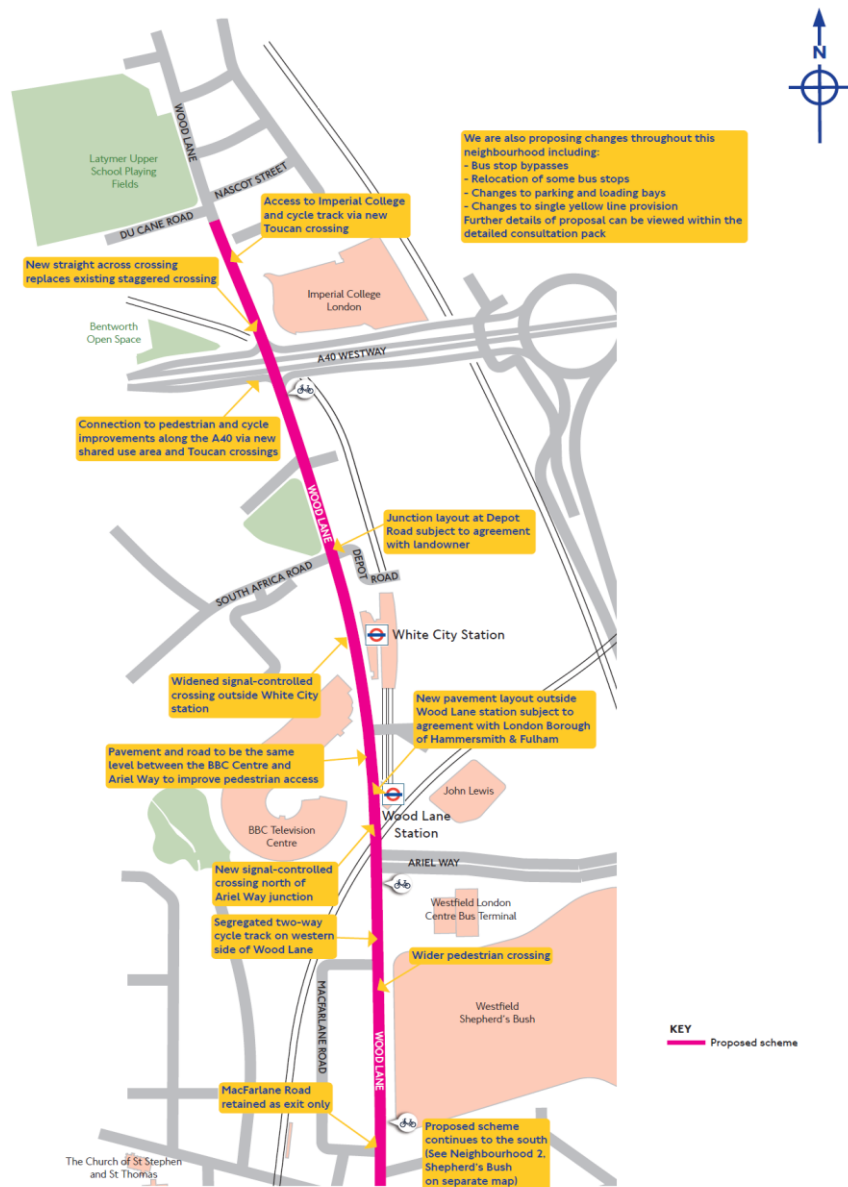 N
WOOD LANE
Latymer Upper
School Playing
Fields
NASCOT STREET
DU CANE ROAD
We are also proposing changes throughout this
neighbourhood including:
- Bus stop bypasses
- Relocation of some bus stops
- Changes to parking and loading bays
- Changes to single yellow line provision
Further details of proposal can be viewed within the
detailed consultation pack
Access to Imperial College
and cycle track via new
Toucan crossing
New straight across crossing
replaces existing staggered crossing
Imperial College
London
Bentworth
Open Space
A40 WESTWAY
Connection to pedestrian and cycle
improvements along the A40 via new
shared use area and Toucan crossings
WOOD LANE
Junction layout at Depot
Road subject to agreement
with landowner
SOUTH AFRICA ROAD
DEPOT
ROAD
White City Station
Widened signal-controlled
crossing outside White City
station
New pavement layout outside
Wood Lane station subject to
agreement with London Borough
of Hammersmith & Fulham
Pavement and road to be the same
level between the BBC Centre and
Ariel Way to improve pedestrian access
John Lewis
Wood Lane
Station
BBC Television
Centre
ARIEL WAY
New signal-controlled
crossing north of
Ariel Way junction
Westfield London
Centre Bus Terminal
Segregated two-way
cycle track on western
side of Wood Lane
Wider pedestrian crossing
MACFARLANE ROAD
Westfield
Shepherd's Bush
WOOD LANE
KEY
Proposed scheme
MacFarlane Road
retained as exit only
Proposed scheme
continues to the south
(See Neighbourhood 2,
Shepherd's Bush
on separate map)
The Church of St Stephen
and St Thomas